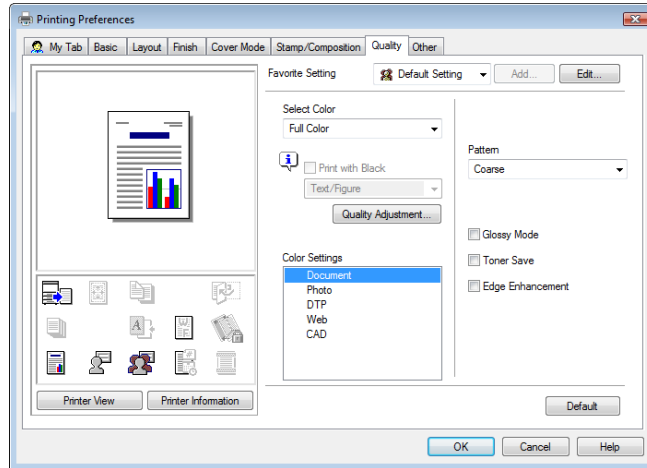 Printing Preferences
My Tab
Basic
Layout
Finish
Cover Mode
Stamp/Composition
Quality
Other
Favorite Setting
Default Setting
Add...
Edit...
Select Color
Full Color
Print with Black
Text/Figure
Quality Adjustment...
Color Settings
Document
Photo
DTP
Web
CAD
Pattern
Coarse
Glossy Mode
Toner Save
Edge Enhancement
Printer View
Printer Information
Default
OK
Cancel
Help